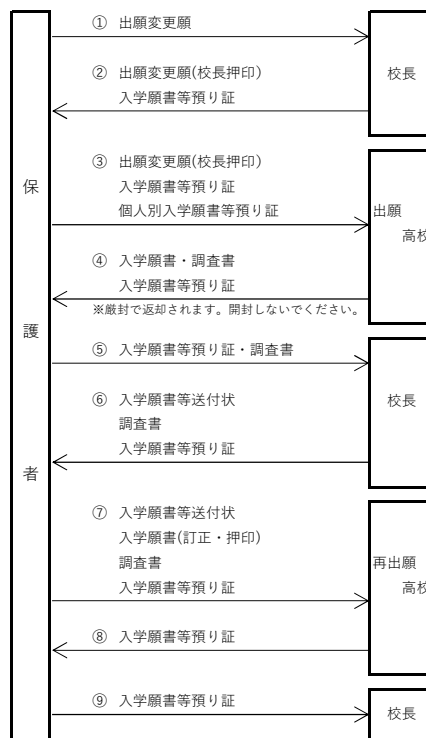 ① 出願変更願
② 出願変更願(校長押印)
入学願書等預り証
校長
③ 出願変更願(校長押印)
入学願書等預り証
個人別入学願書等預り証
出願
高校
④ 入学願書・調査書
入学願書等預り証
※厳封で返却されます。開封しないでください。
⑤ 入学願書等預り証・調査書
⑥ 入学願書等送付状
調査書
入学願書等預り証
校長
⑦ 入学願書等送付状
入学願書(訂正・押印)
調査書
入学願書等預り証
再出願
高校
⑧ 入学願書等預り証
⑨ 入学願書等預り証
校長
保護者